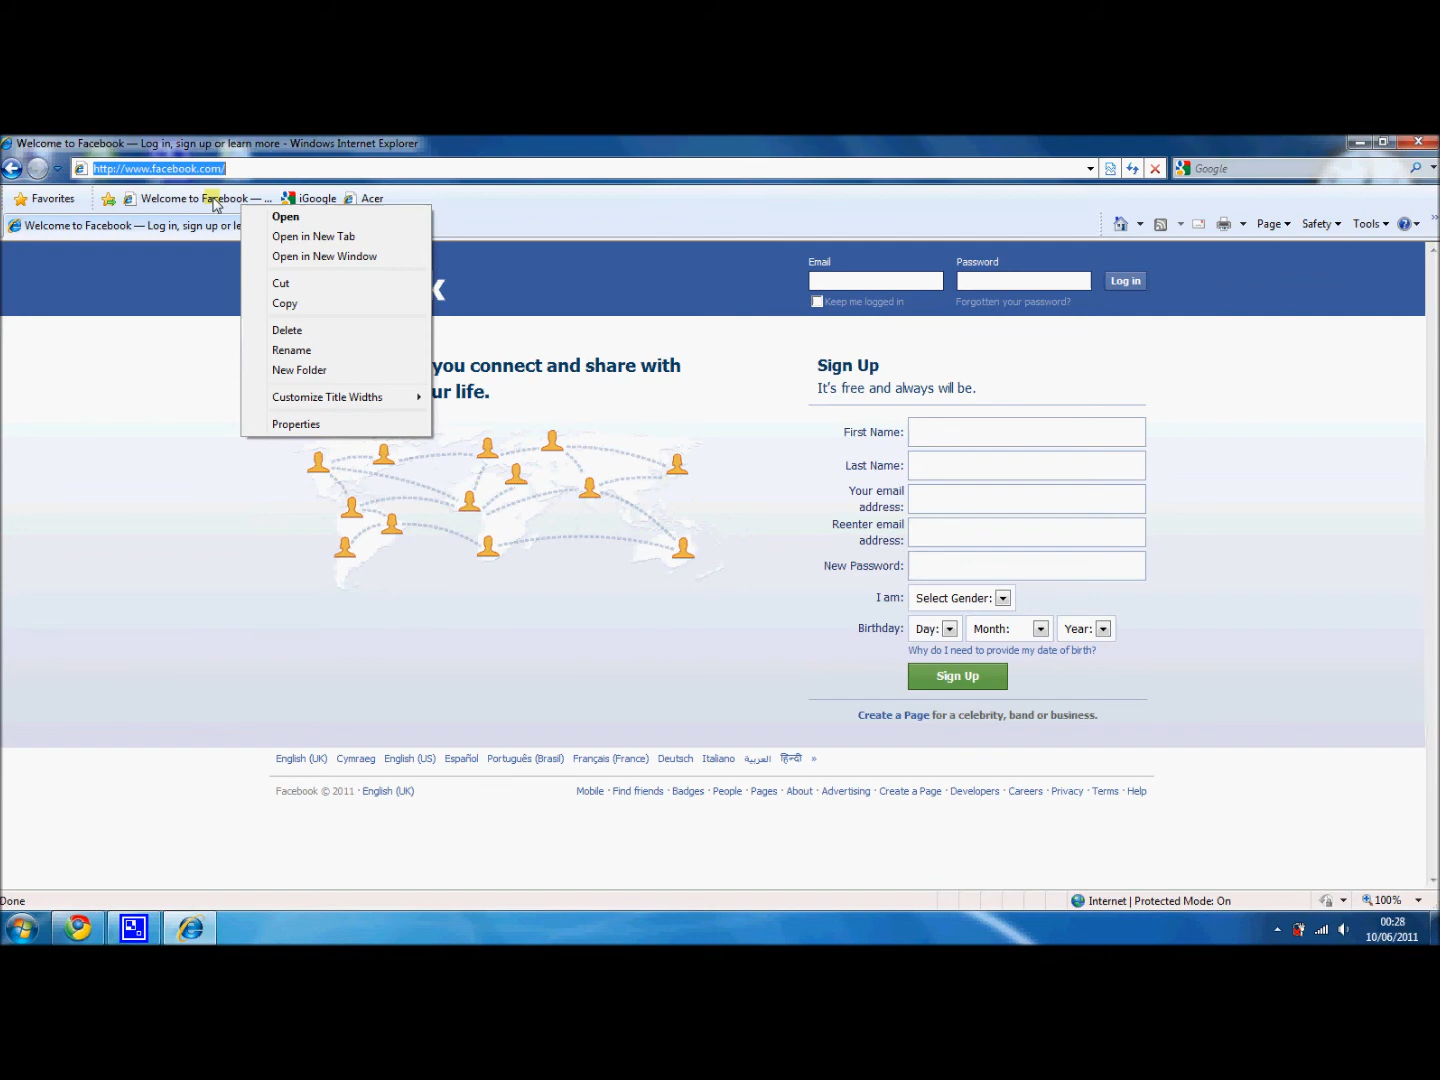 Welcome to Facebook — Log in, sign up or learn more - Windows Internet Explorer
http://www.facebook.com/
Google
Favorites
Welcome to Facebook — ...
iGoogle
Acer
Welcome to Facebook — Log in, sign up or le
Page
Safety
Tools
Open
Open in New Tab
Open in New Window
Cut
Copy
Delete
Rename
New Folder
Customize Title Widths
Properties
k
Email
Password
Log in
Keep me logged in
Forgotten your password?
you connect and share with
ur life.
Sign Up
It's free and always will be.
First Name:
Last Name:
Your email
address:
Reenter email
address:
New Password:
I am:
Select Gender:
Birthday:
Day:
Month:
Year:
Why do I need to provide my date of birth?
Sign Up
Create a Page for a celebrity, band or business.
English (UK) Cymraeg English (US) Español Português (Brasil) Français (France) Deutsch Italiano العربية हिन्दी »
Facebook © 2011 · English (UK)
Mobile · Find friends · Badges · People · Pages · About · Advertising · Create a Page · Developers · Careers · Privacy · Terms · Help
Done
Internet | Protected Mode: On
100%
00:28
10/06/2011